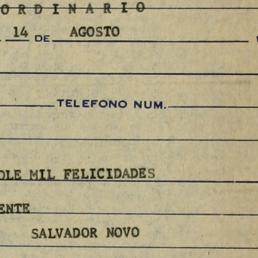 ORDINARIO
14 DE AGOSTO
TELEFONO NUM.
OLE MIL FELICIDADES
ENTE
SALVADOR NOVO